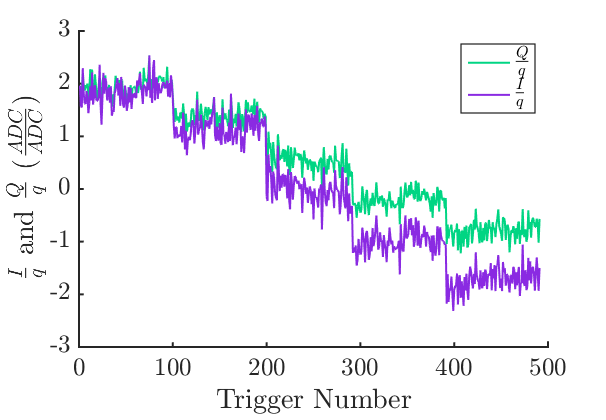 3
2
1
0
-1
-2
-3
0 100 200 300 400 500
Trigger Number
I/q and Q/q (ADC/ADC)
Q/q
I/q